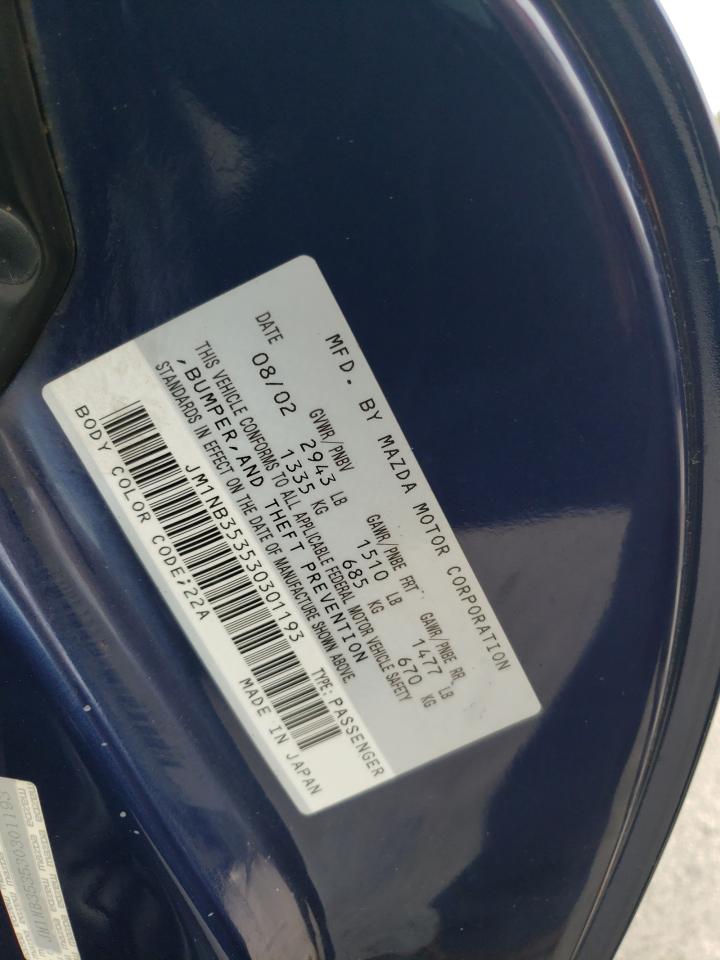 MFD. BY MAZDA MOTOR CORPORATION
DATE GVWR/PNBV GAWR/PNBE FRT GAWR/PNBE RR
08/02 2943 LB 1510 LB 1477 LB
1335 KG 685 KG 670 KG
THIS VEHICLE CONFORMS TO ALL APPLICABLE FEDERAL MOTOR VEHICLE SAFETY
, BUMPER, AND THEFT PREVENTION
STANDARDS IN EFFECT ON THE DATE OF MANUFACTURE SHOWN ABOVE
JM1NB353530301193 TYPE: PASSENGER
BODY COLOR CODE;22A MADE IN JAPAN
JM1NB353530301193